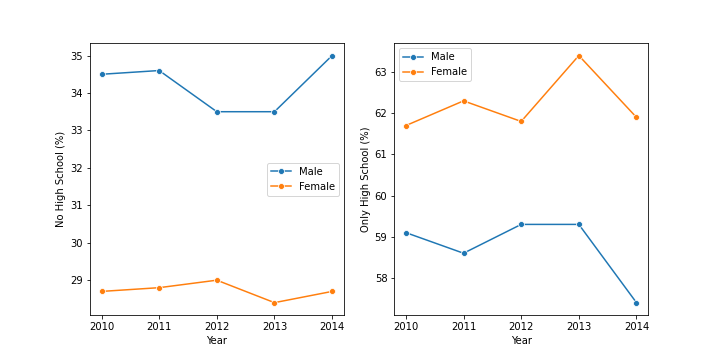 35
34
33
32
31
30
29
No High School (%)
Male
Female
2010
2011
2012
2013
2014
Year
Male
Female
63
62
61
60
59
58
Only High School (%)
2010
2011
2012
2013
2014
Year